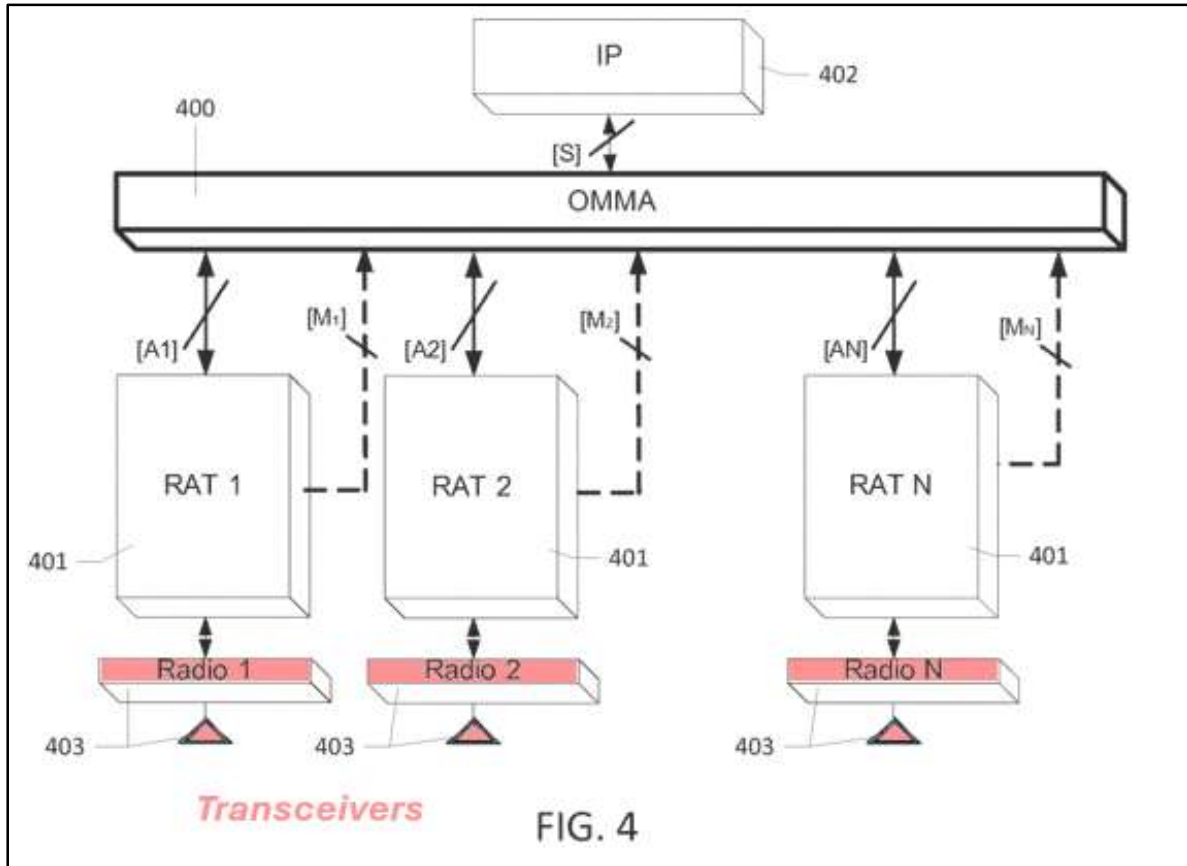 IP
402
400
[S]
OMMA
[A1]
[M1]
[A2]
[M2]
[AN]
[MN]
RAT 1
RAT 2
RAT N
401
401
401
Radio 1
Radio 2
Radio N
403
403
403
Transceivers
FIG. 4